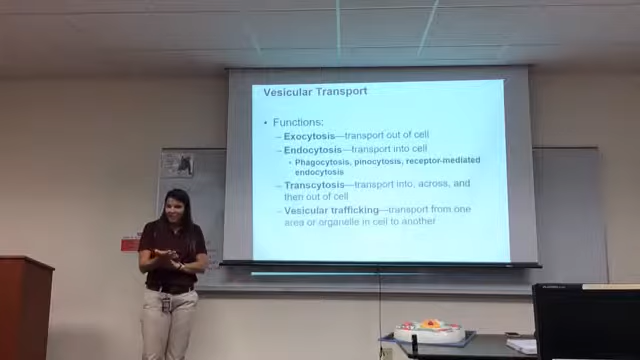 Vesicular Transport
• Functions:
– Exocytosis—transport out of cell
– Endocytosis—transport into cell
• Phagocytosis, pinocytosis, receptor-mediated
endocytosis
– Transcytosis—transport into, across, and
then out of cell
– Vesicular trafficking—transport from one
area or organelle in cell to another